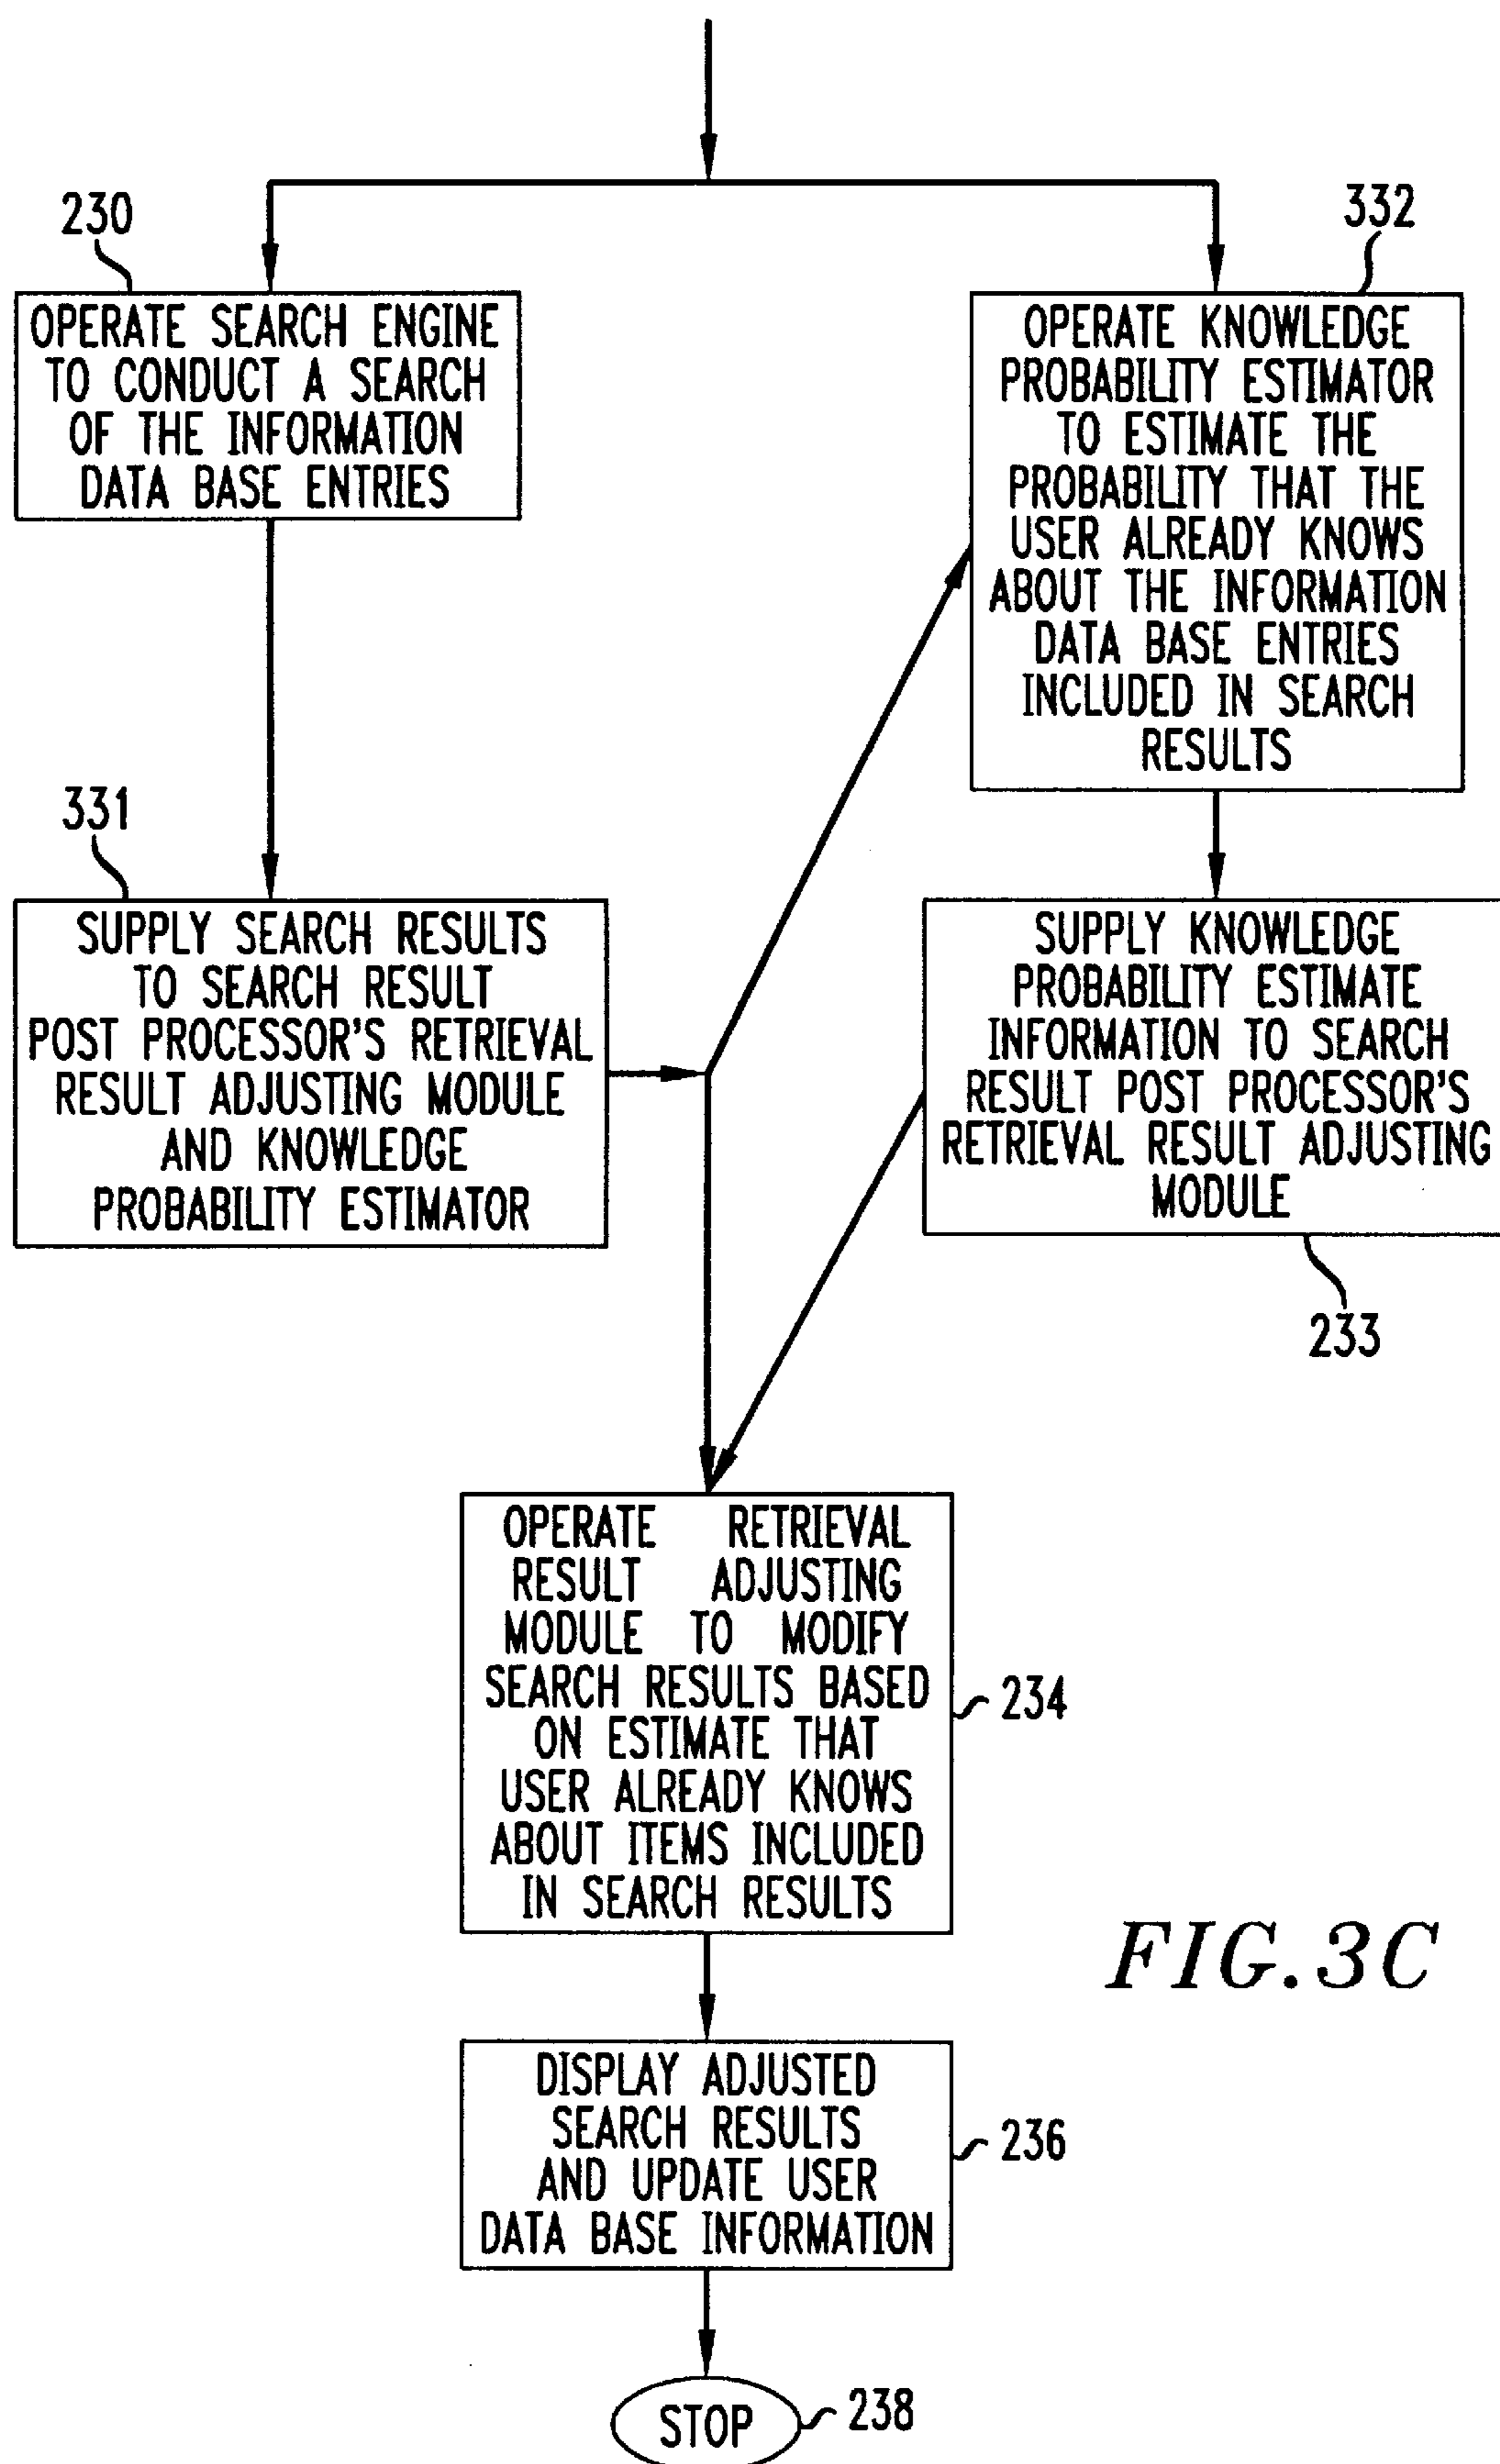 230
OPERATE SEARCH ENGINE
TO CONDUCT A SEARCH
OF THE INFORMATION
DATA BASE ENTRIES
332
OPERATE KNOWLEDGE
PROBABILITY ESTIMATOR
TO ESTIMATE THE
PROBABILITY THAT THE
USER ALREADY KNOWS
ABOUT THE INFORMATION
DATA BASE ENTRIES
INCLUDED IN SEARCH
RESULTS
331
SUPPLY SEARCH RESULTS
TO SEARCH RESULT
POST PROCESSOR'S RETRIEVAL
RESULT ADJUSTING MODULE
AND KNOWLEDGE
PROBABILITY ESTIMATOR
SUPPLY KNOWLEDGE
PROBABILITY ESTIMATE
INFORMATION TO SEARCH
RESULT POST PROCESSOR'S
RETRIEVAL RESULT ADJUSTING
MODULE
233
OPERATE RETRIEVAL
RESULT ADJUSTING
MODULE TO MODIFY
SEARCH RESULTS BASED
ON ESTIMATE THAT
USER ALREADY KNOWS
ABOUT ITEMS INCLUDED
IN SEARCH RESULTS
234
FIG. 3C
DISPLAY ADJUSTED
SEARCH RESULTS
AND UPDATE USER
DATA BASE INFORMATION
236
STOP
238